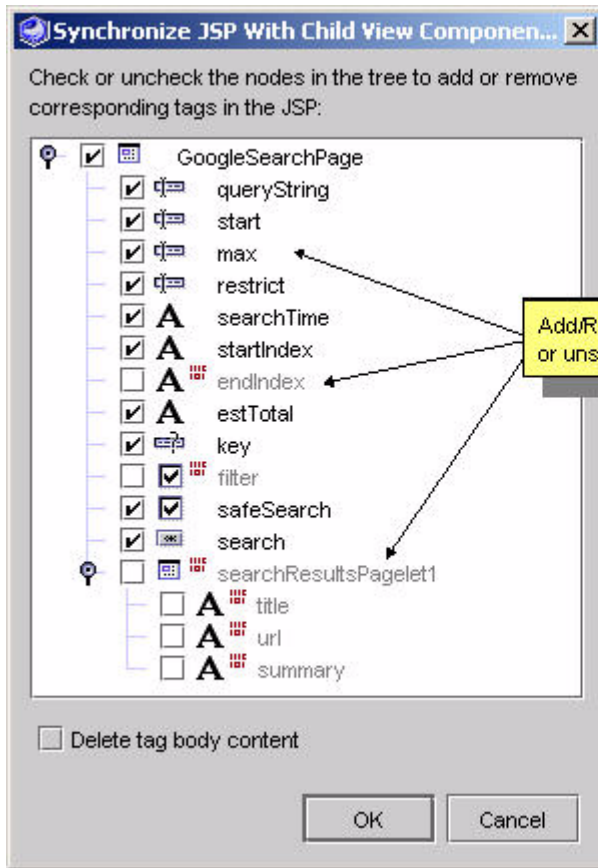 Synchronize JSP With Child View Componen...
Check or uncheck the nodes in the tree to add or remove
corresponding tags in the JSP:
GoogleSearchPage
queryString
start
max
restrict
searchTime
startIndex
endIndex
estTotal
key
filter
safeSearch
search
searchResultsPagelet1
title
url
summary
Add/R
or uns
Delete tag body content
OK
Cancel